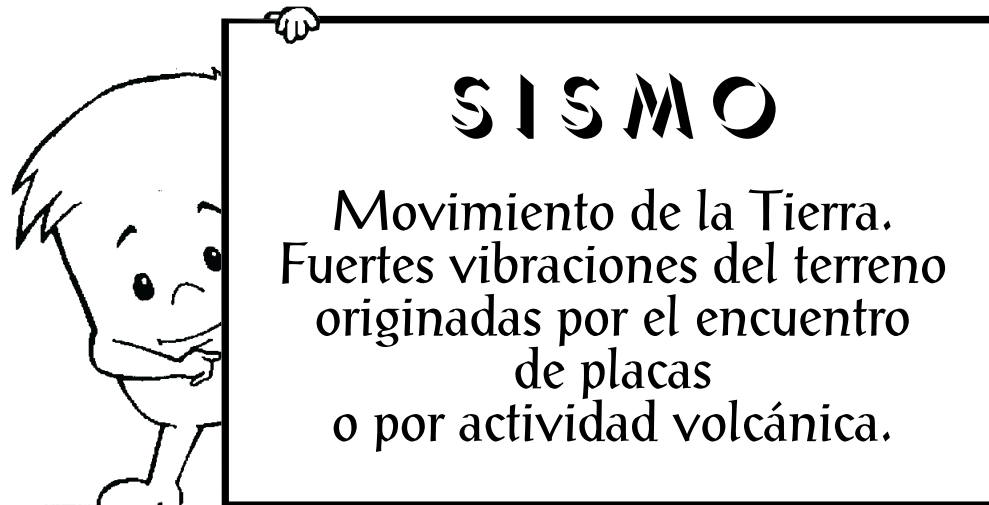 SISMO
Movimiento de la Tierra.
Fuertes vibraciones del terreno
originadas por el encuentro
de placas
o por actividad volcánica.